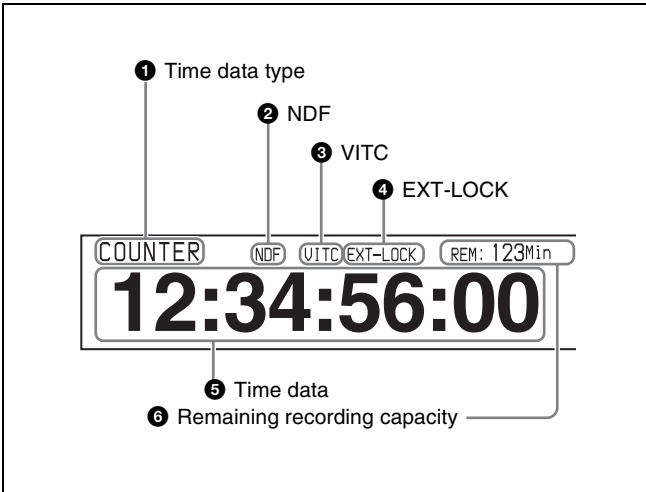 ❶ Time data type
❷ NDF
❸ VITC
❹ EXT-LOCK
COUNTER NDF VITC EXT-LOCK REM: 123Min
12:34:56:00
❺ Time data
❻ Remaining recording capacity